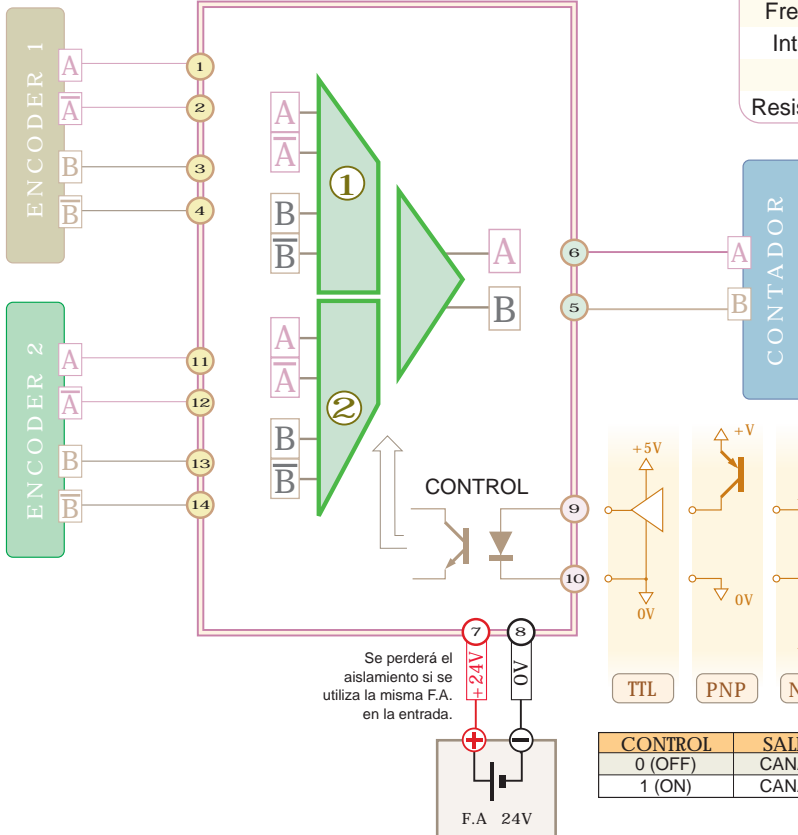 Fre
Int
Resis
ENCODER 1
A
A̅
B
B̅
1
2
3
4
A
A̅
B
B̅
1
A
B
6
5
A
B
CONTADOR
ENCODER 2
A
A̅
B
B̅
11
12
13
14
A
A̅
B
B̅
2
CONTROL
9
10
+5V
0V
TTL
+V
0V
PNP
N
7
8
+24V
0V
Se perderá el
aislamiento si se
utiliza la misma F.A.
en la entrada.
+
−
F.A 24V
CONTROL SAL
0 (OFF) CANA
1 (ON) CANA